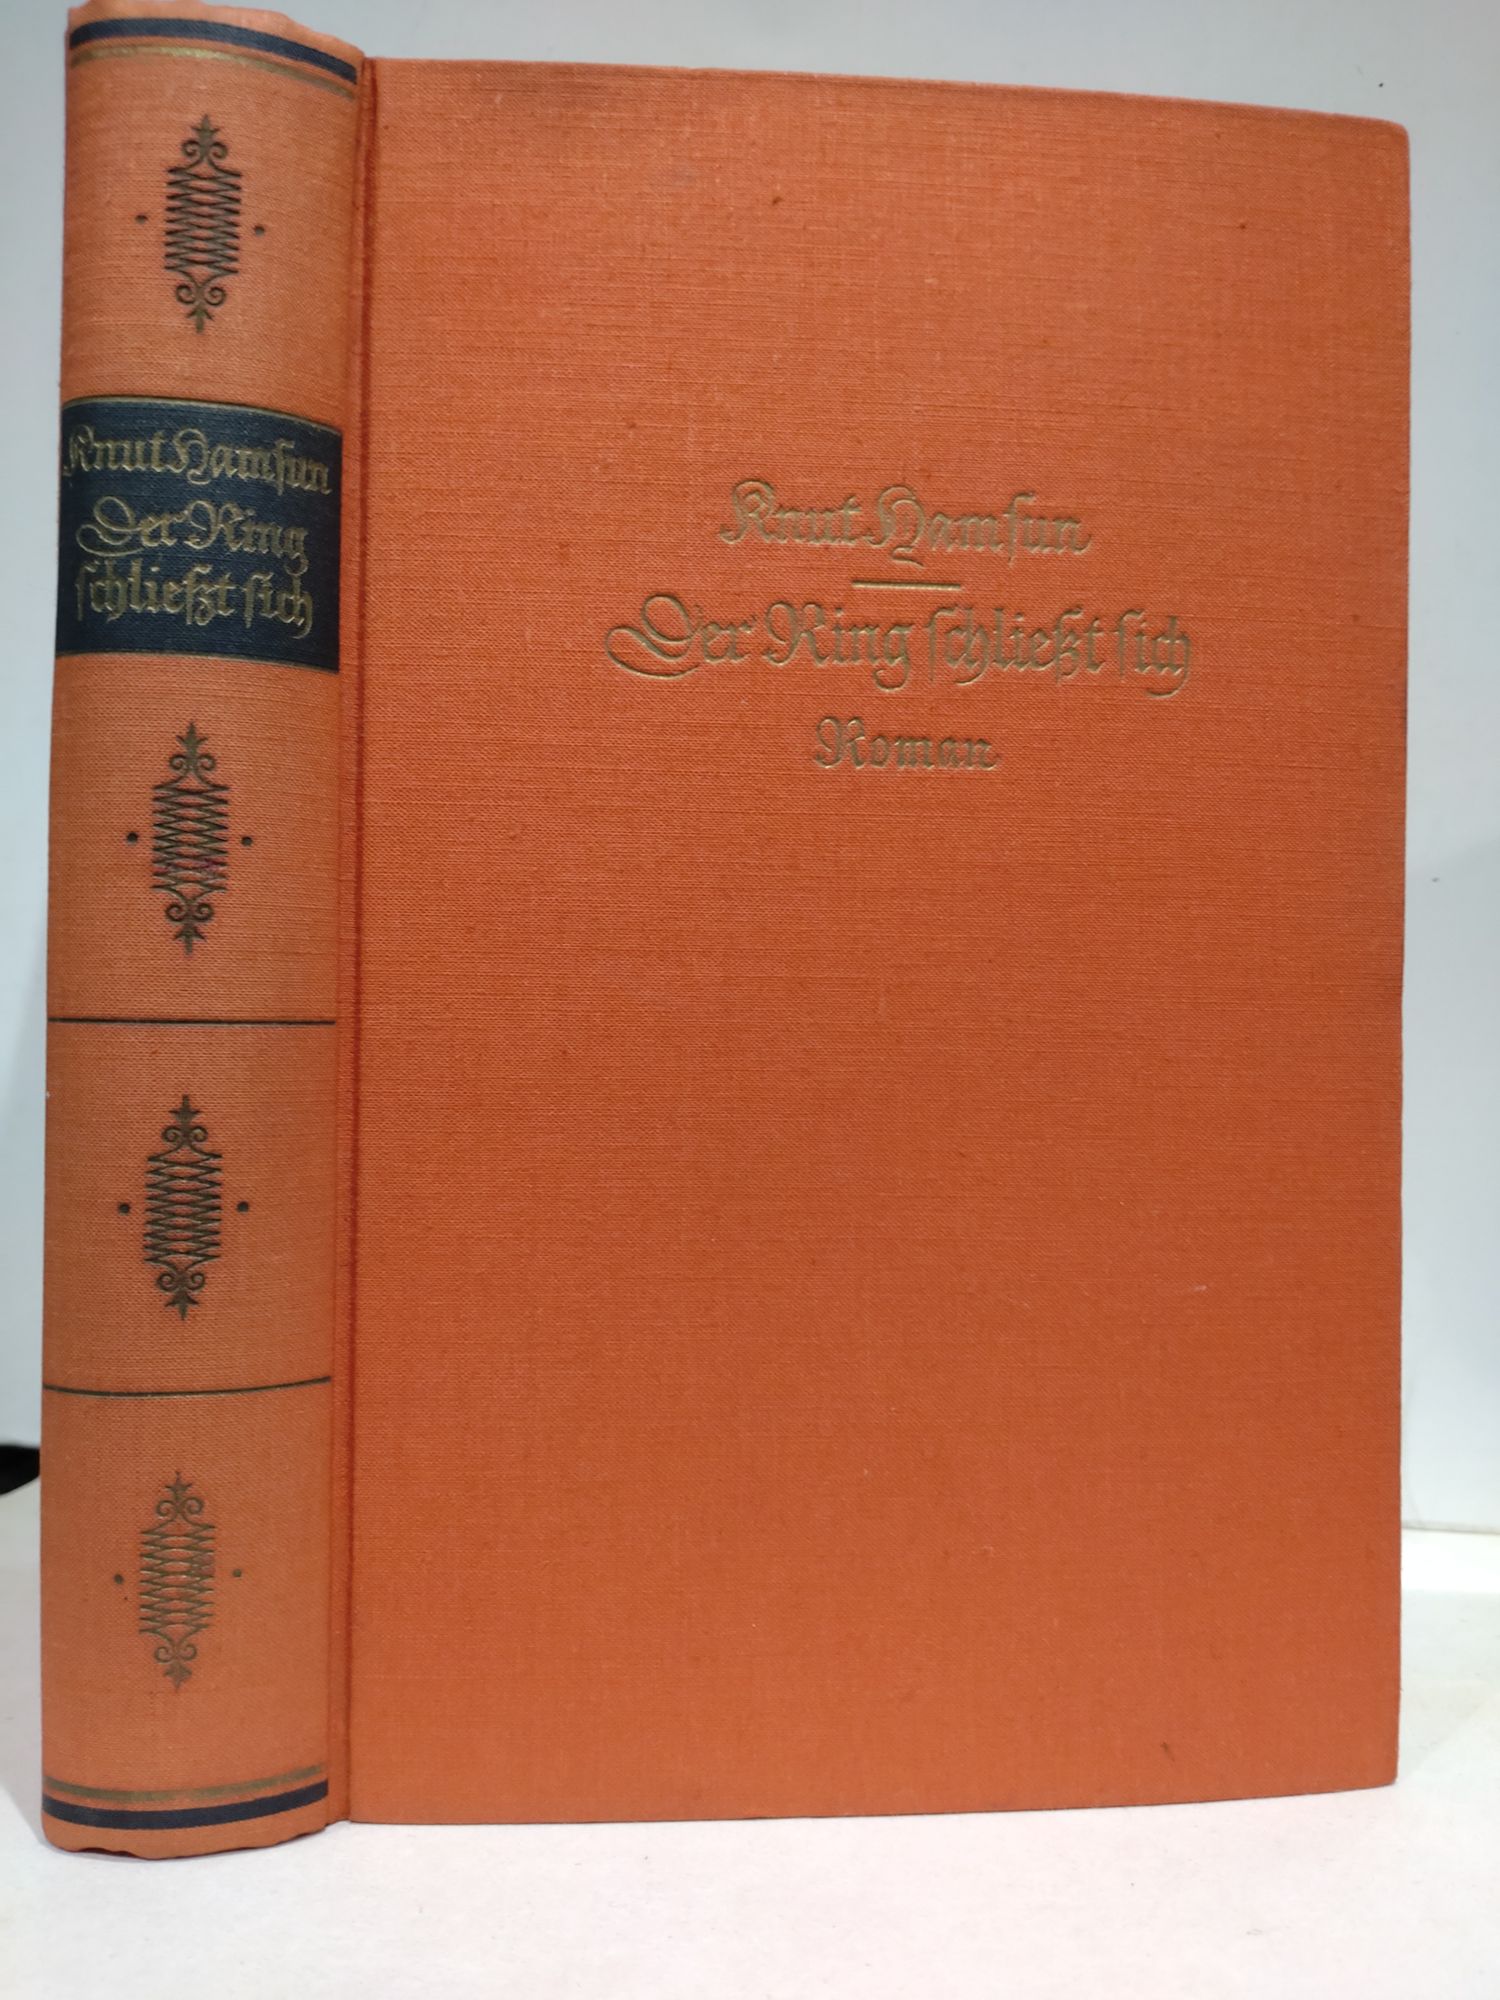 Knut Hamſun
Der Ring
ſchließt ſich
Knut Hamſun
Der Ring ſchließt ſich
Roman